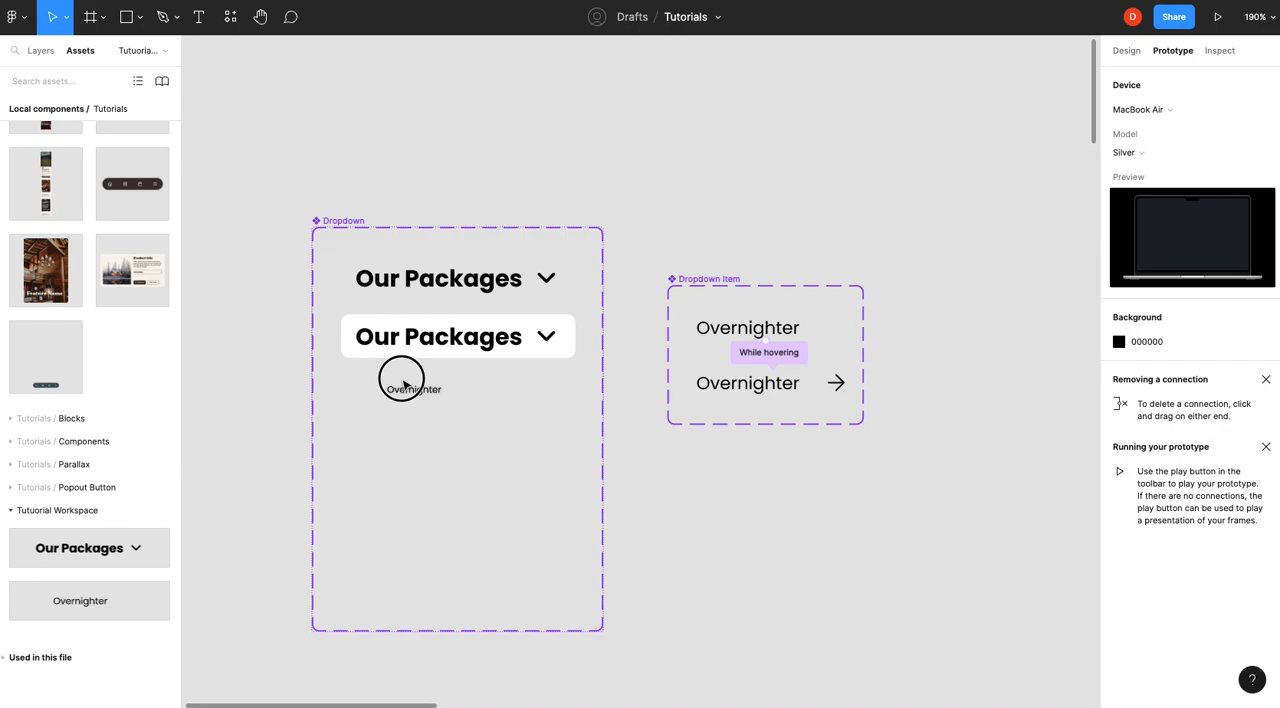 Drafts / Tutorials
D
Share
190%
Layers
Assets
Tutuoria...
Search assets...
Local components / Tutorials
Tutorials / Blocks
Tutorials / Components
Tutorials / Parallax
Tutorials / Popout Button
Tutuorial Workspace
Our Packages
Overnighter
Used in this file
Dropdown
Our Packages
Our Packages
Overnighter
Dropdown Item
Overnighter
While hovering
Overnighter
Design
Prototype
Inspect
Device
MacBook Air
Model
Silver
Preview
Background
000000
Removing a connection
To delete a connection, click
and drag on either end.
Running your prototype
Use the play button in the
toolbar to play your prototype.
If there are no connections, the
play button can be used to play
a presentation of your frames.
?